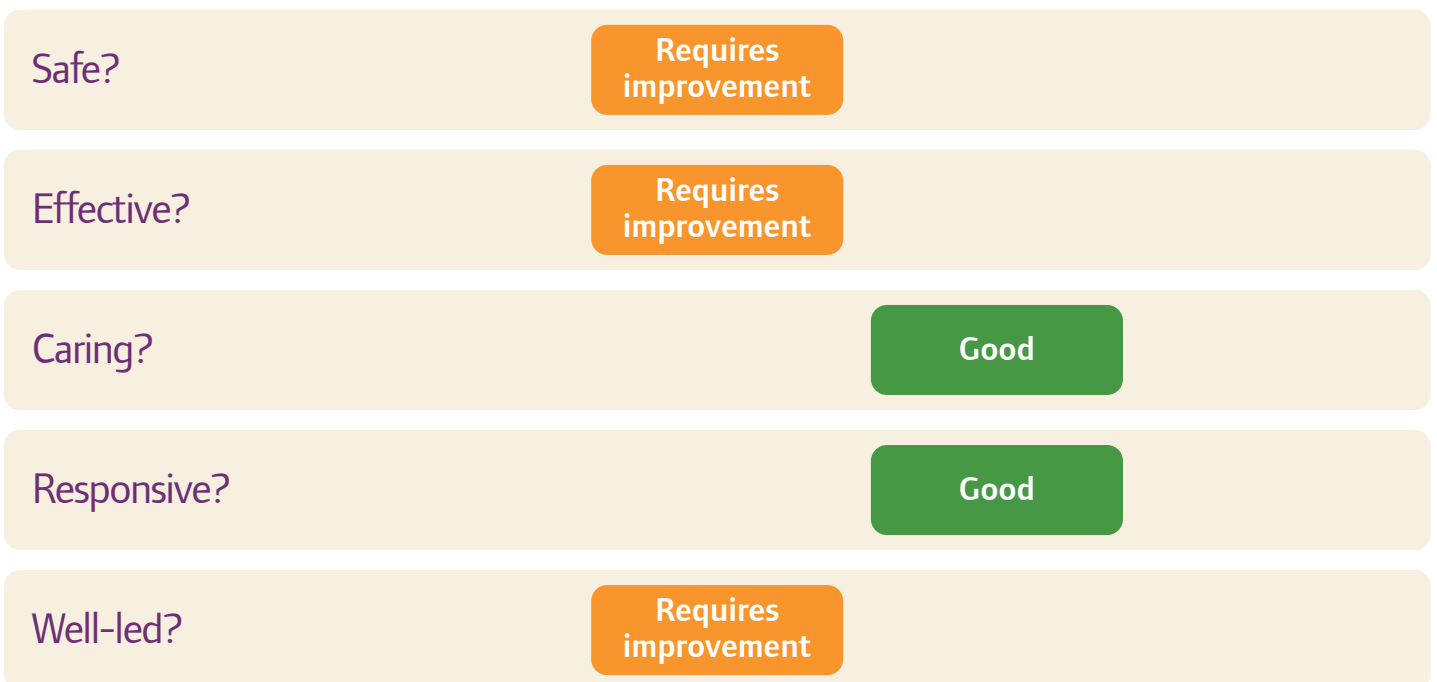 Safe?
Requires
improvement
Effective?
Requires
improvement
Caring?
Good
Responsive?
Good
Well-led?
Requires
improvement